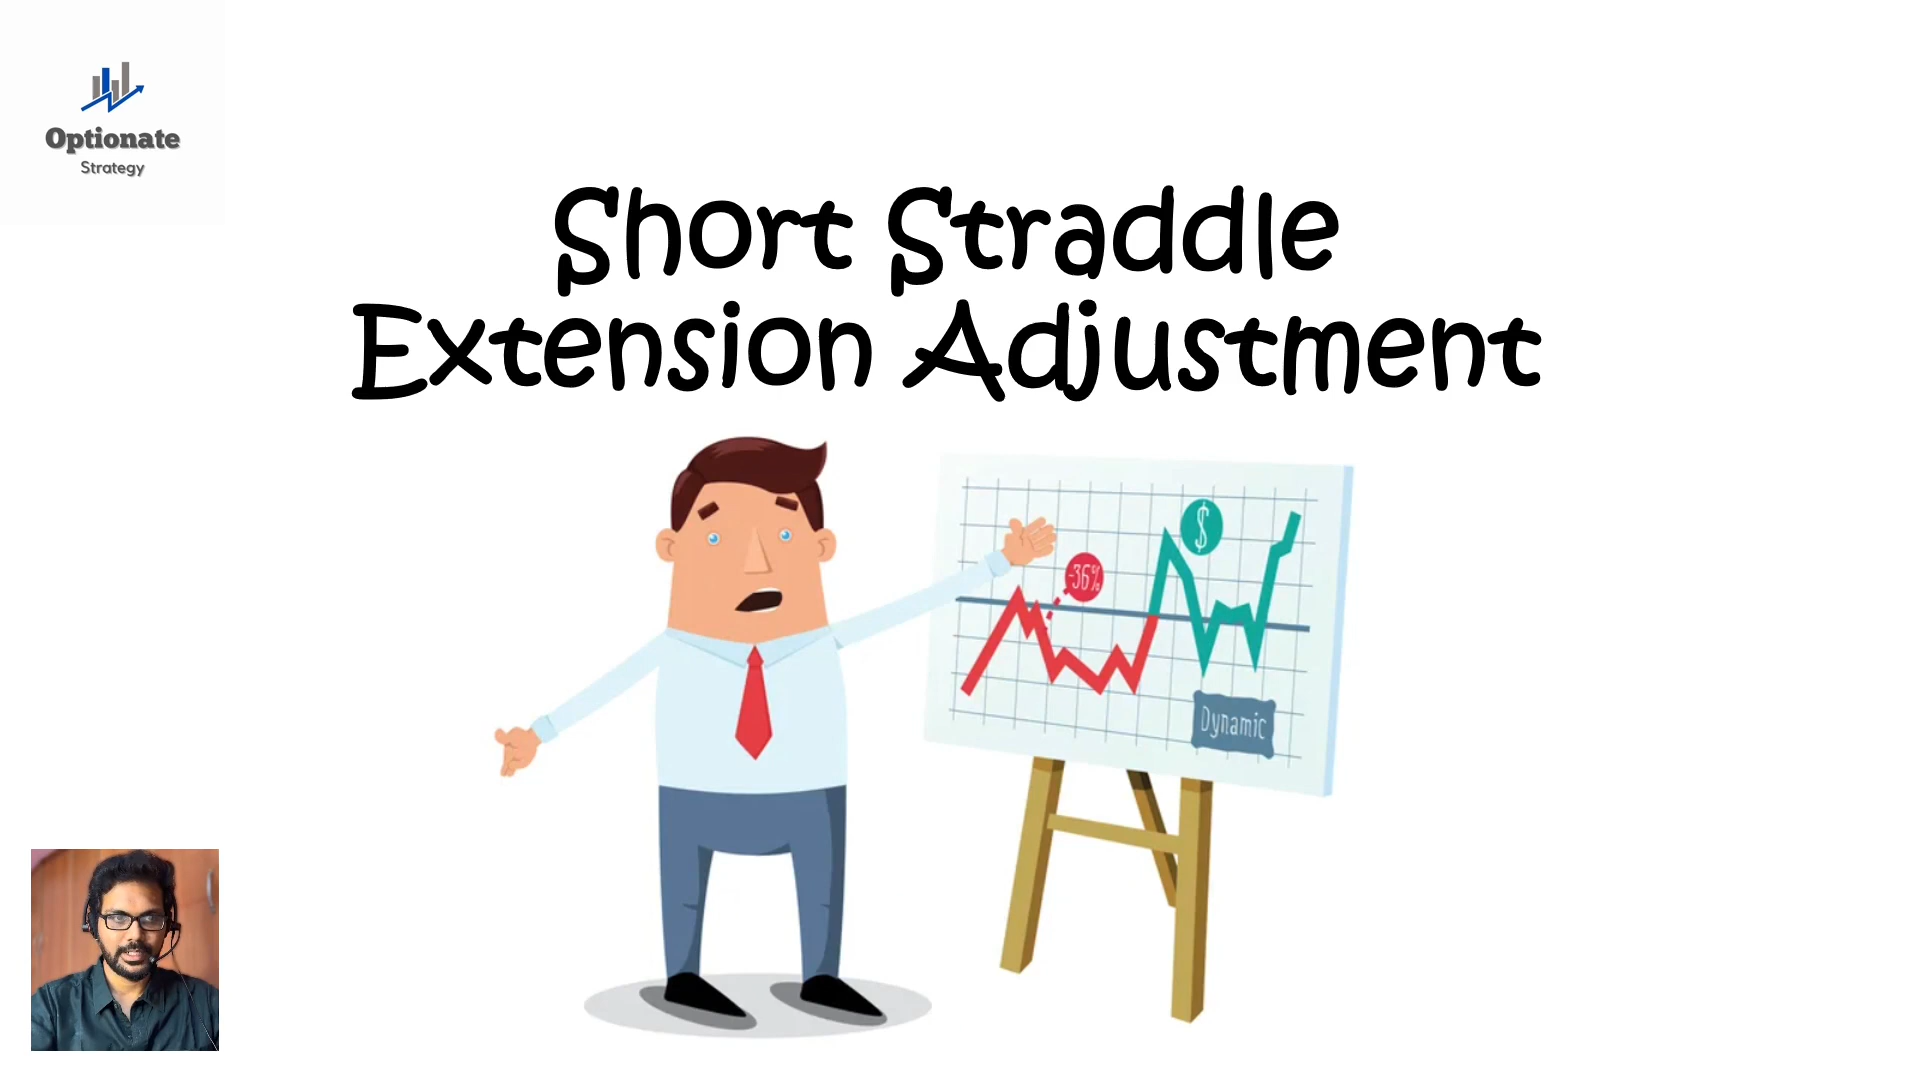 Optionate
Strategy
Short Straddle
Extension Adjustment
$
-36%
Dynamic